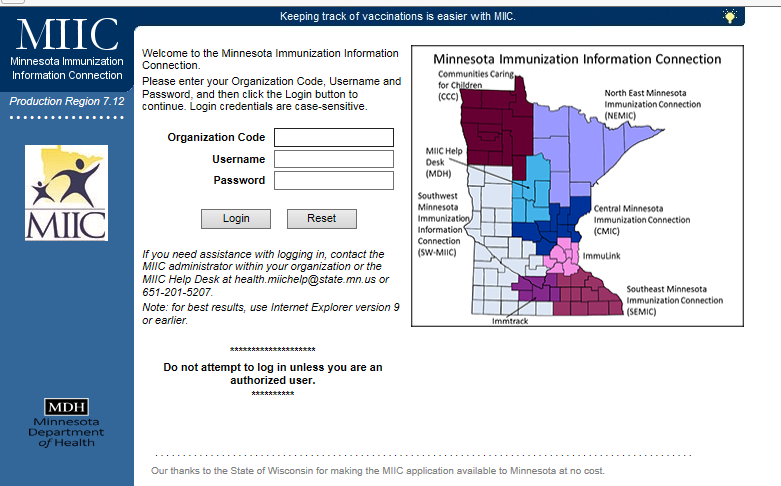 Keeping track of vaccinations is easier with MIIC.
MIIC
Minnesota Immunization
Information Connection
Production Region 7.12
MIIC
MDH
Minnesota
Department
of Health
Welcome to the Minnesota Immunization Information
Connection.
Please enter your Organization Code, Username and
Password, and then click the Login button to
continue. Login credentials are case-sensitive.
Organization Code
Username
Password
Login Reset
If you need assistance with logging in, contact the
MIIC administrator within your organization or the
MIIC Help Desk at health.miichelp@state.mn.us or
651-201-5207.
Note: for best results, use Internet Explorer version 9
or earlier.
********************
Do not attempt to log in unless you are an
authorized user.
**********
Minnesota Immunization Information Connection
Communities Caring
for Children
(CCC)
North East Minnesota
Immunization Connection
(NEMIC)
MIIC Help
Desk
(MDH)
Southwest
Minnesota
Immunization
Information
Connection
(SW-MIIC)
Central Minnesota
Immunization Connection
(CMIC)
ImmuLink
Southeast Minnesota
Immunization Connection
(SEMIC)
Immtrack
Our thanks to the State of Wisconsin for making the MIIC application available to Minnesota at no cost.